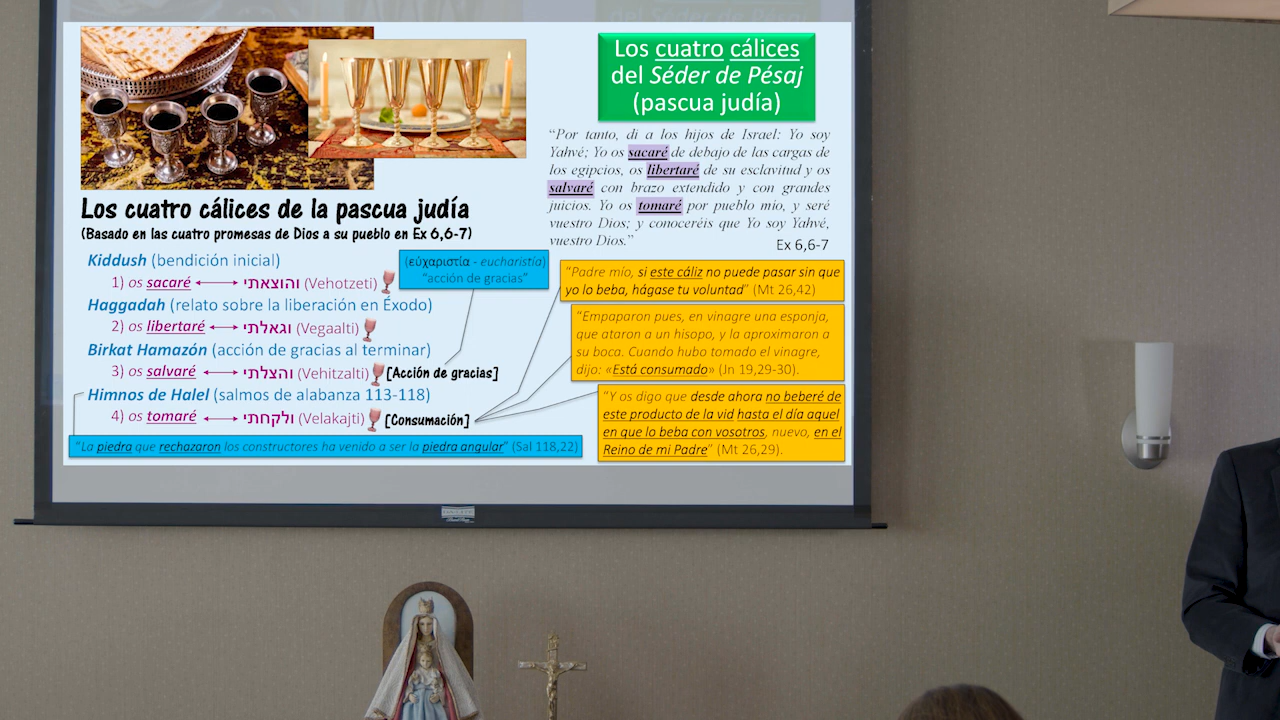 Los cuatro cálices
del Séder de Pésaj
(pascua judía)
“Por tanto, di a los hijos de Israel: Yo soy
Yahvé; Yo os sacaré de debajo de las cargas de
los egipcios, os libertaré de su esclavitud y os
salvaré con brazo extendido y con grandes
juicios. Yo os tomaré por pueblo mío, y seré
vuestro Dios; y conoceréis que Yo soy Yahvé,
vuestro Dios.”
Ex 6,6-7
Los cuatro cálices de la pascua judía
(Basado en las cuatro promesas de Dios a su pueblo en Ex 6,6-7)
Kiddush (bendición inicial)
1) os sacaré ⟷ והוצאתי (Vehotzeti)
Haggadah (relato sobre la liberación en Éxodo)
2) os libertaré ⟷ וגאלתי (Vegaalti)
Birkat Hamazón (acción de gracias al terminar)
3) os salvaré ⟷ והצלתי (Vehitzalti) [Acción de gracias]
Himnos de Halel (salmos de alabanza 113-118)
4) os tomaré ⟷ ולקחתי (Velakajti) [Consumación]
“La piedra que rechazaron los constructores ha venido a ser la piedra angular” (Sal 118,22)
(εὐχαριστία - eucharistía)
“acción de gracias”
“Padre mío, si este cáliz no puede pasar sin que
yo lo beba, hágase tu voluntad” (Mt 26,42)
“Empaparon pues, en vinagre una esponja,
que ataron a un hisopo, y la aproximaron a
su boca. Cuando hubo tomado el vinagre,
dijo: «Está consumado» (Jn 19,29-30).
“Y os digo que desde ahora no beberé de
este producto de la vid hasta el día aquel
en que lo beba con vosotros, nuevo, en el
Reino de mi Padre” (Mt 26,29).